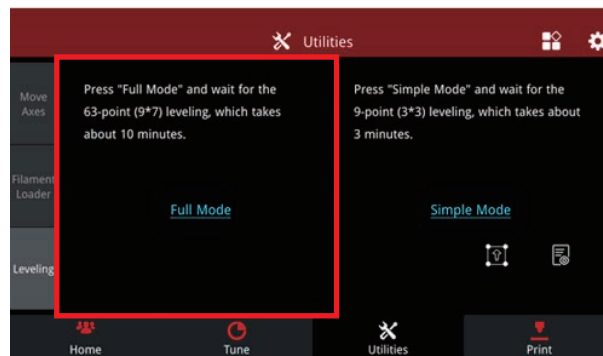 Utilities
Move
Axes
Filament
Loader
Leveling
Press "Full Mode" and wait for the
63-point (9*7) leveling, which takes
about 10 minutes.
Full Mode
Press "Simple Mode" and wait for the
9-point (3*3) leveling, which takes about
3 minutes.
Simple Mode
Home
Tune
Utilities
Print